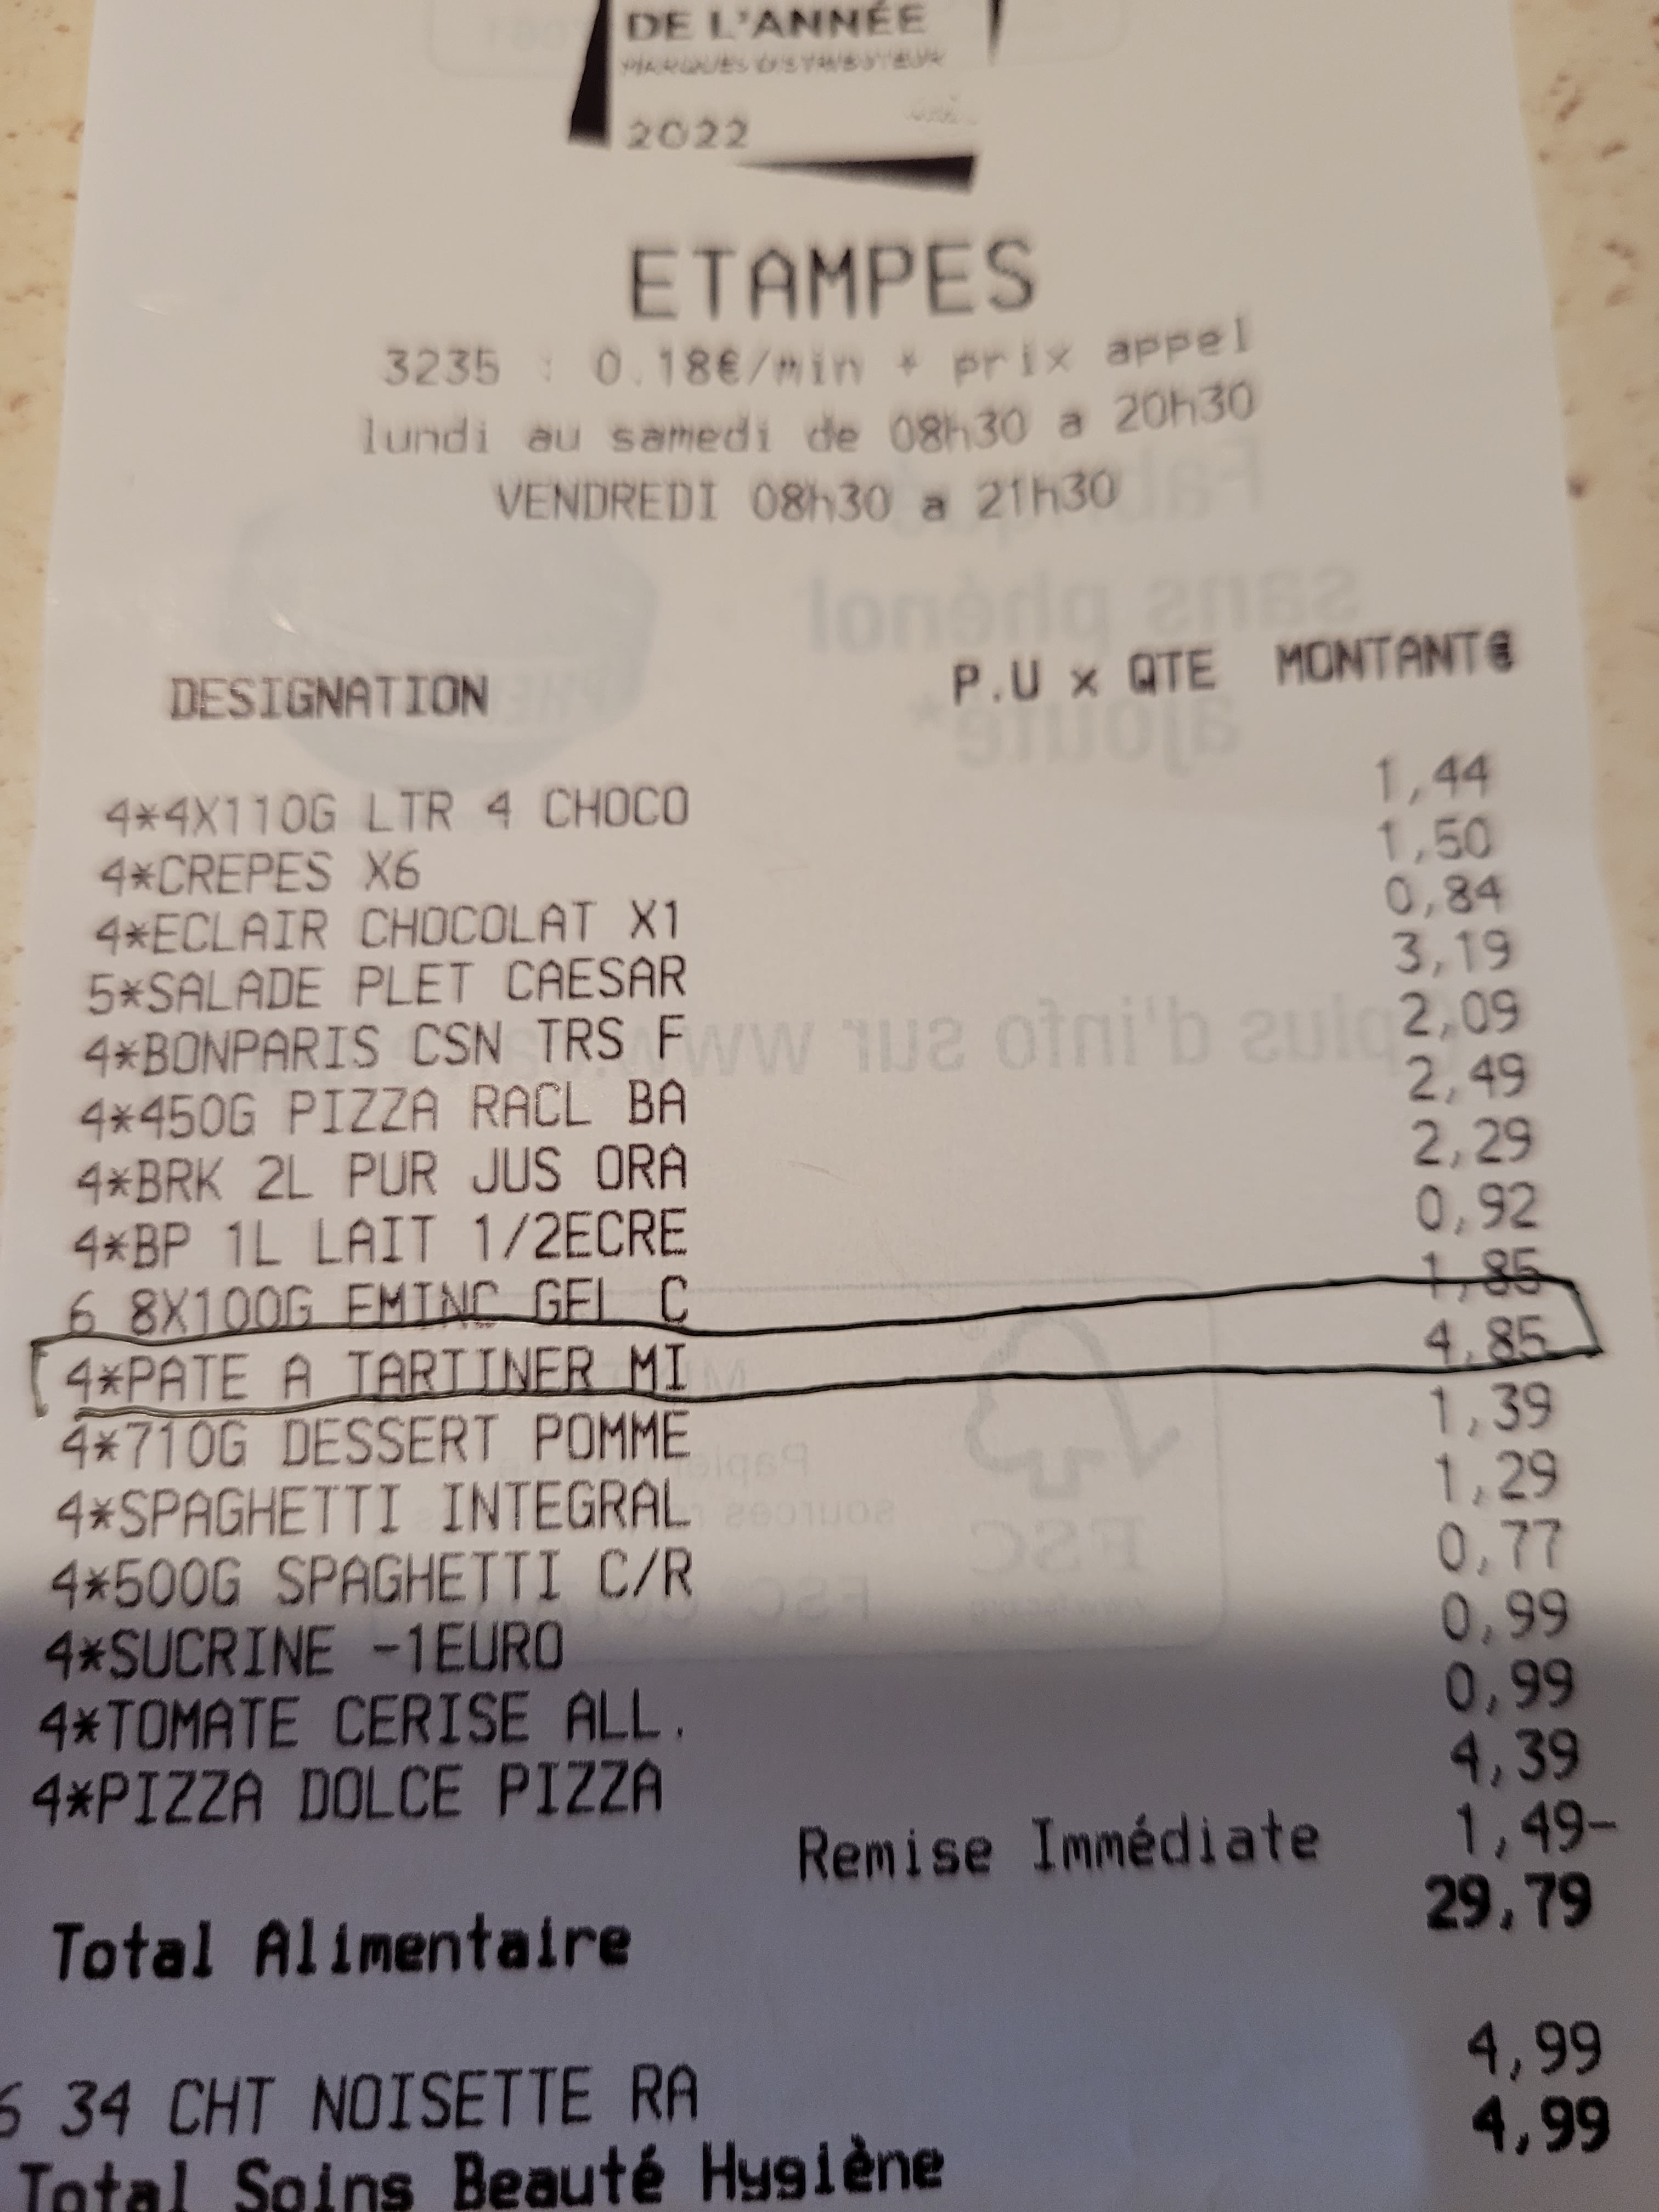 DE L'ANNÉE
MARQUES DISTRIBUTEUR
2022
ETAMPES
3235 : 0.18€/min + prix appel
lundi au samedi de 08h30 a 20h30
VENDREDI 08h30 a 21h30
DESIGNATION P.U x QTE MONTANT€
4*4X110G LTR 4 CHOCO 1,44
4*CREPES X6 1,50
4*ECLAIR CHOCOLAT X1 0,84
5*SALADE PLET CAESAR 3,19
4*BONPARIS CSN TRS F 2,09
4*450G PIZZA RACL BA 2,49
4*BRK 2L PUR JUS ORA 2,29
4*BP 1L LAIT 1/2ECRE 0,92
6 8X100G EMINC GEL C 1,85
4*PATE A TARTINER MI 4,85
4*710G DESSERT POMME 1,39
4*SPAGHETTI INTEGRAL 1,29
4*500G SPAGHETTI C/R 0,77
4*SUCRINE -1EURO 0,99
4*TOMATE CERISE ALL. 0,99
4*PIZZA DOLCE PIZZA 4,39
Remise Immédiate 1,49-
Total Alimentaire 29,79
6 34 CHT NOISETTE RA 4,99
Total Soins Beauté Hygiène 4,99